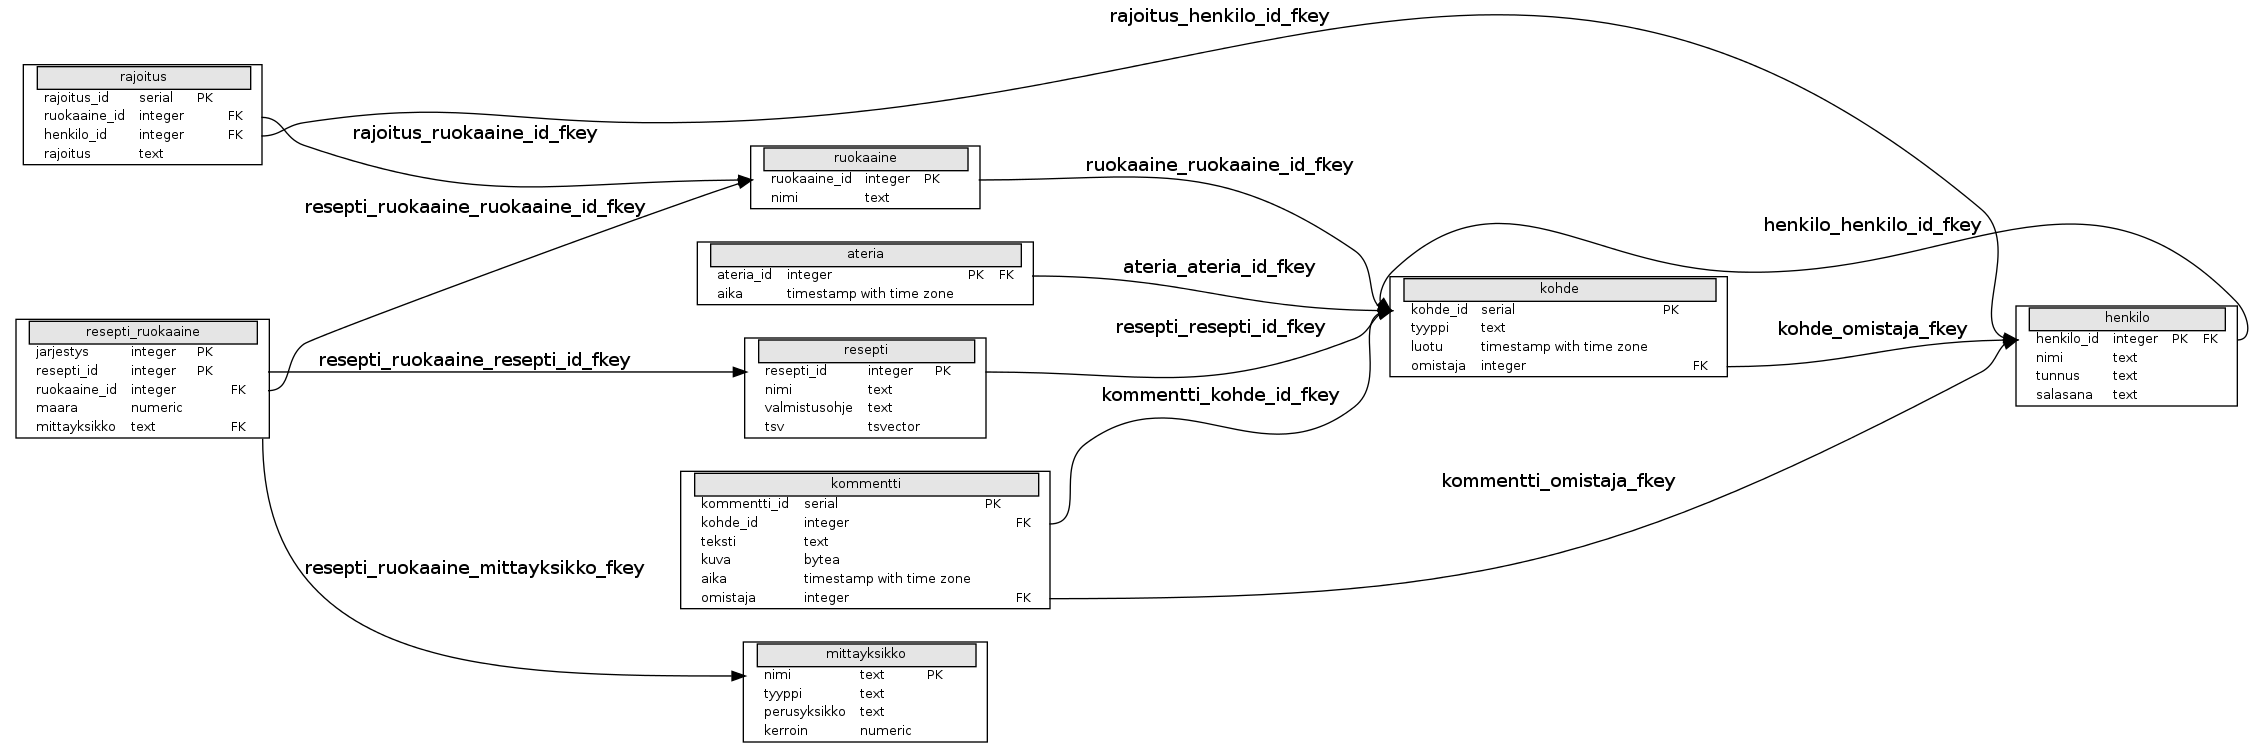 rajoitus_henkilo_id_fkey
rajoitus
rajoitus_id serial PK
ruokaaine_id integer FK
henkilo_id integer FK
rajoitus text
rajoitus_ruokaaine_id_fkey
resepti_ruokaaine_ruokaaine_id_fkey
resepti_ruokaaine
jarjestys integer PK
resepti_id integer PK
ruokaaine_id integer FK
maara numeric
mittayksikko text FK
resepti_ruokaaine_resepti_id_fkey
resepti_ruokaaine_mittayksikko_fkey
ruokaaine
ruokaaine_id integer PK
nimi text
ateria
ateria_id integer PK FK
aika timestamp with time zone
resepti
resepti_id integer PK
nimi text
valmistusohje text
tsv tsvector
kommentti
kommentti_id serial PK
kohde_id integer FK
teksti text
kuva bytea
aika timestamp with time zone
omistaja integer FK
mittayksikko
nimi text PK
tyyppi text
perusyksikko text
kerroin numeric
ruokaaine_ruokaaine_id_fkey
ateria_ateria_id_fkey
resepti_resepti_id_fkey
kommentti_kohde_id_fkey
kommentti_omistaja_fkey
kohde
kohde_id serial PK
tyyppi text
luotu timestamp with time zone
omistaja integer FK
henkilo_henkilo_id_fkey
kohde_omistaja_fkey
henkilo
henkilo_id integer PK FK
nimi text
tunnus text
salasana text